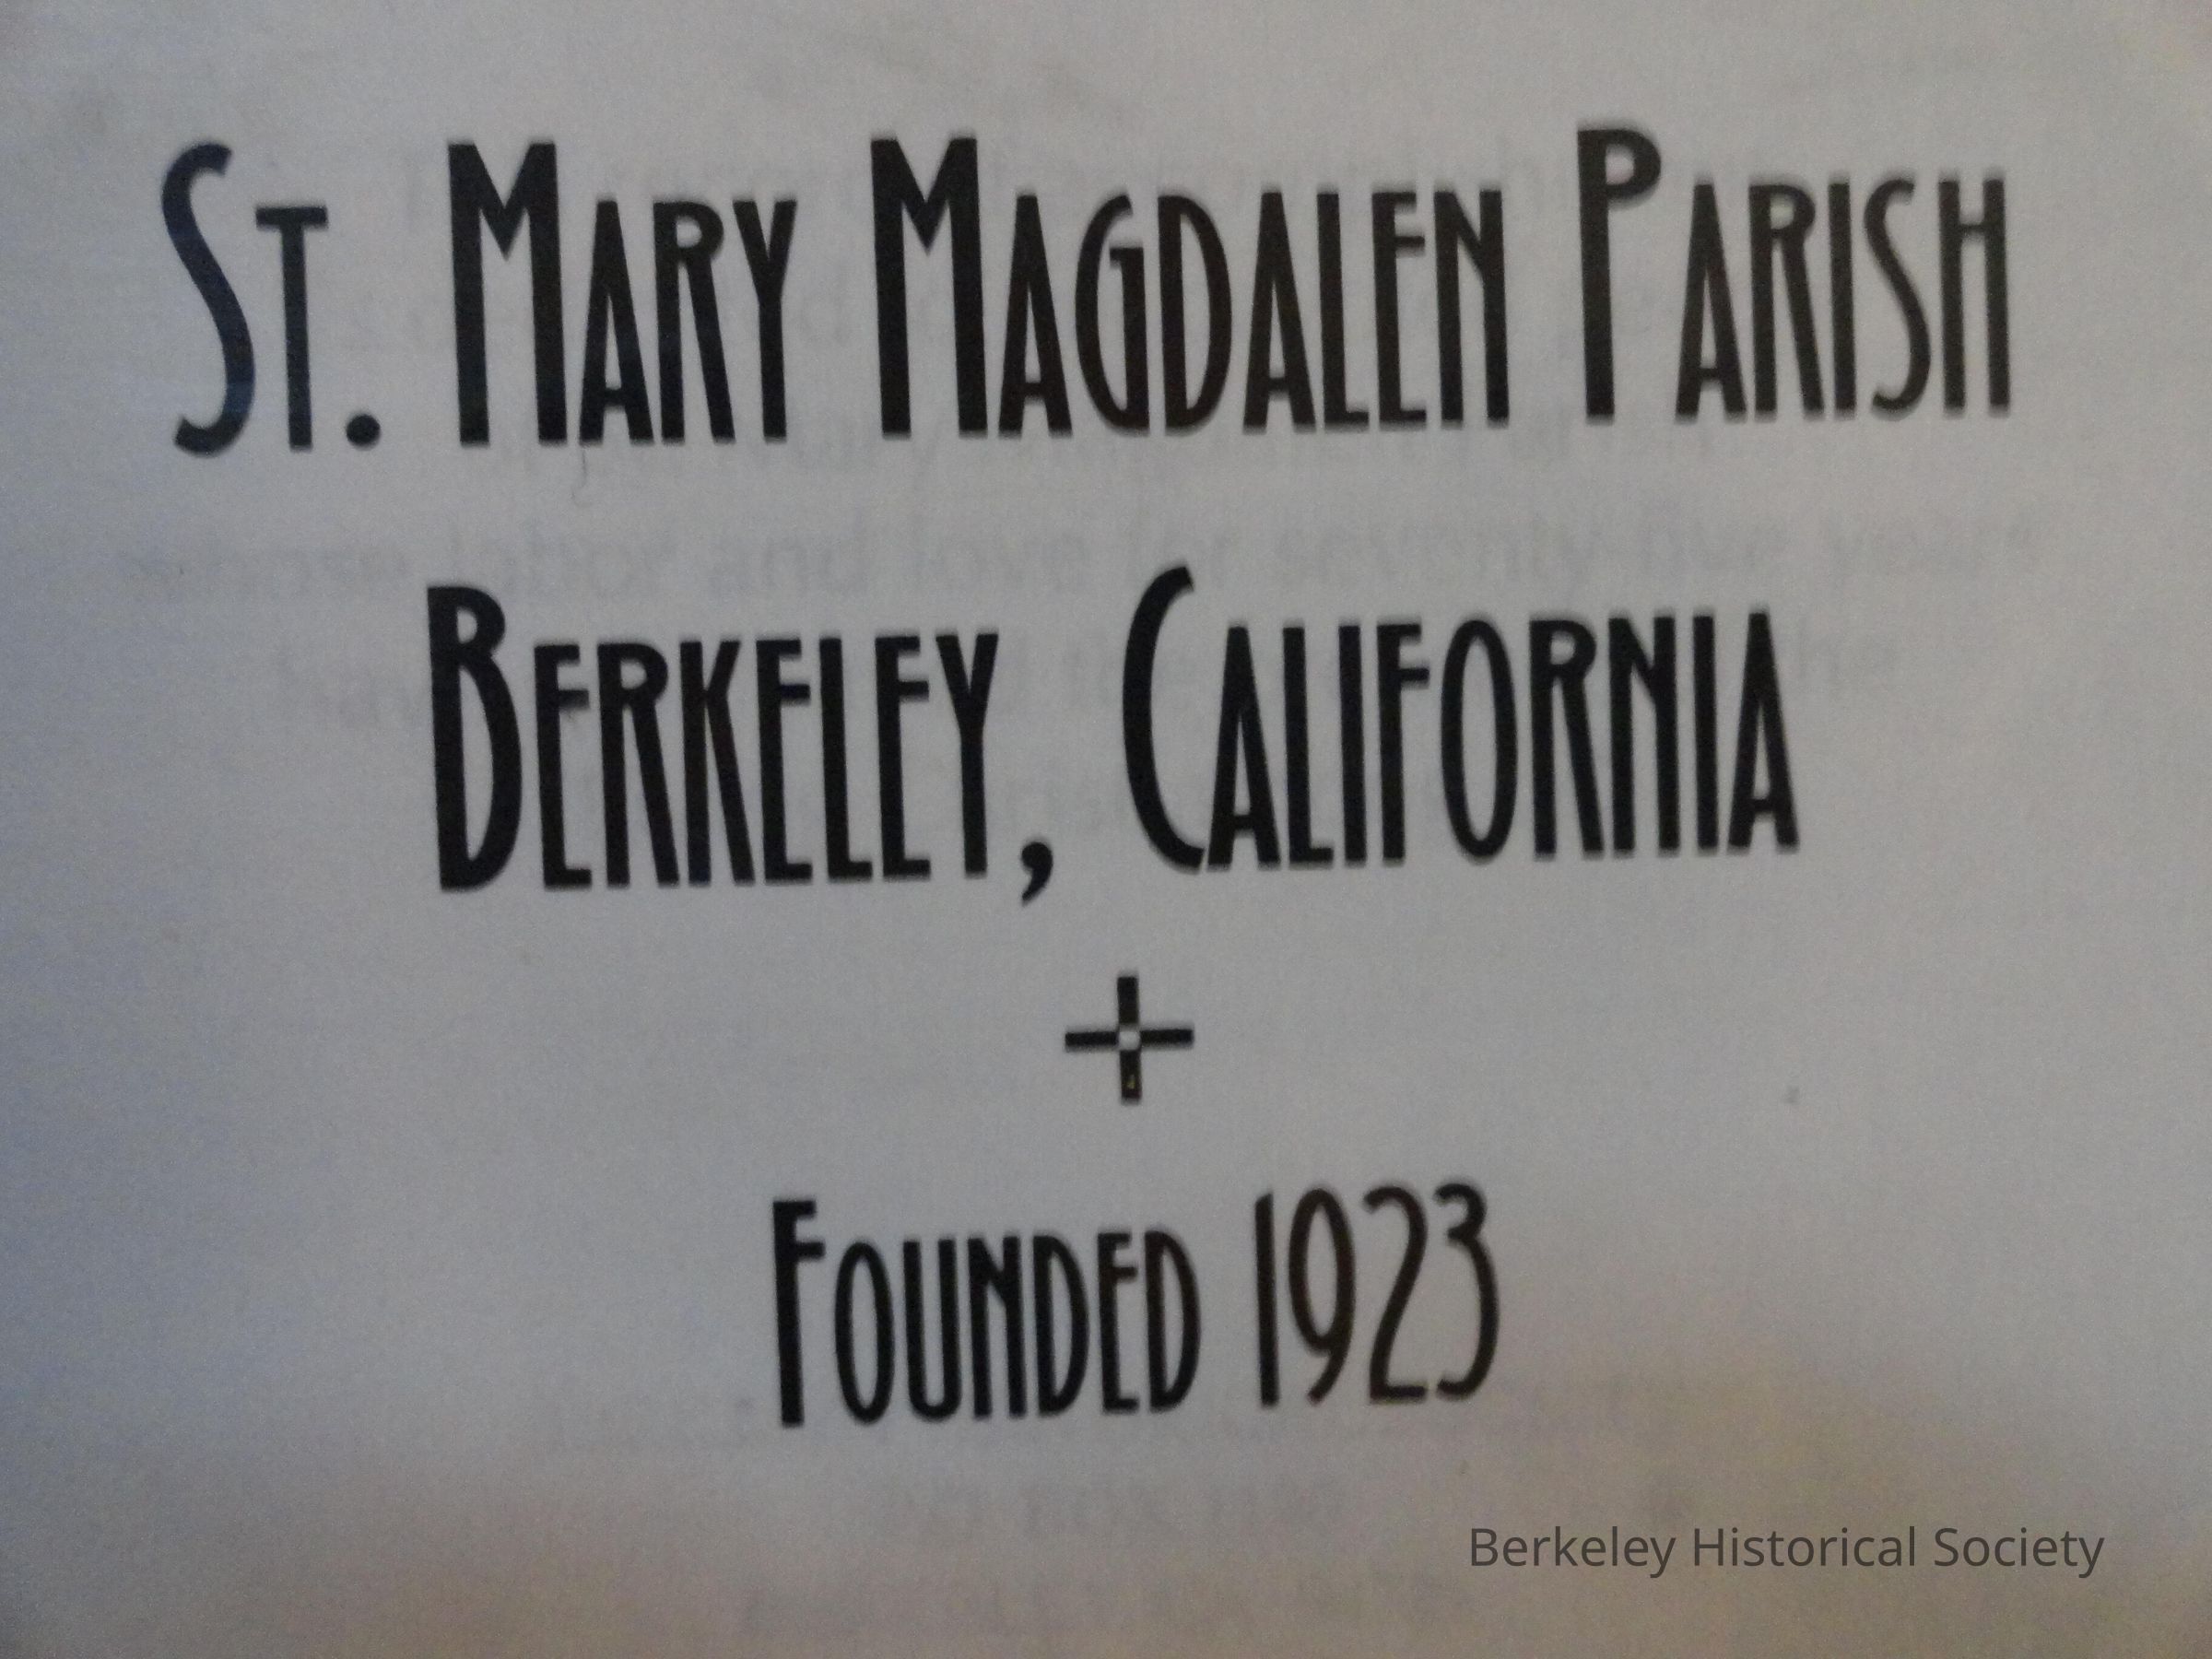 St. Mary Magdalen Parish
Berkeley, California
Founded 1923
Berkeley Historical Society